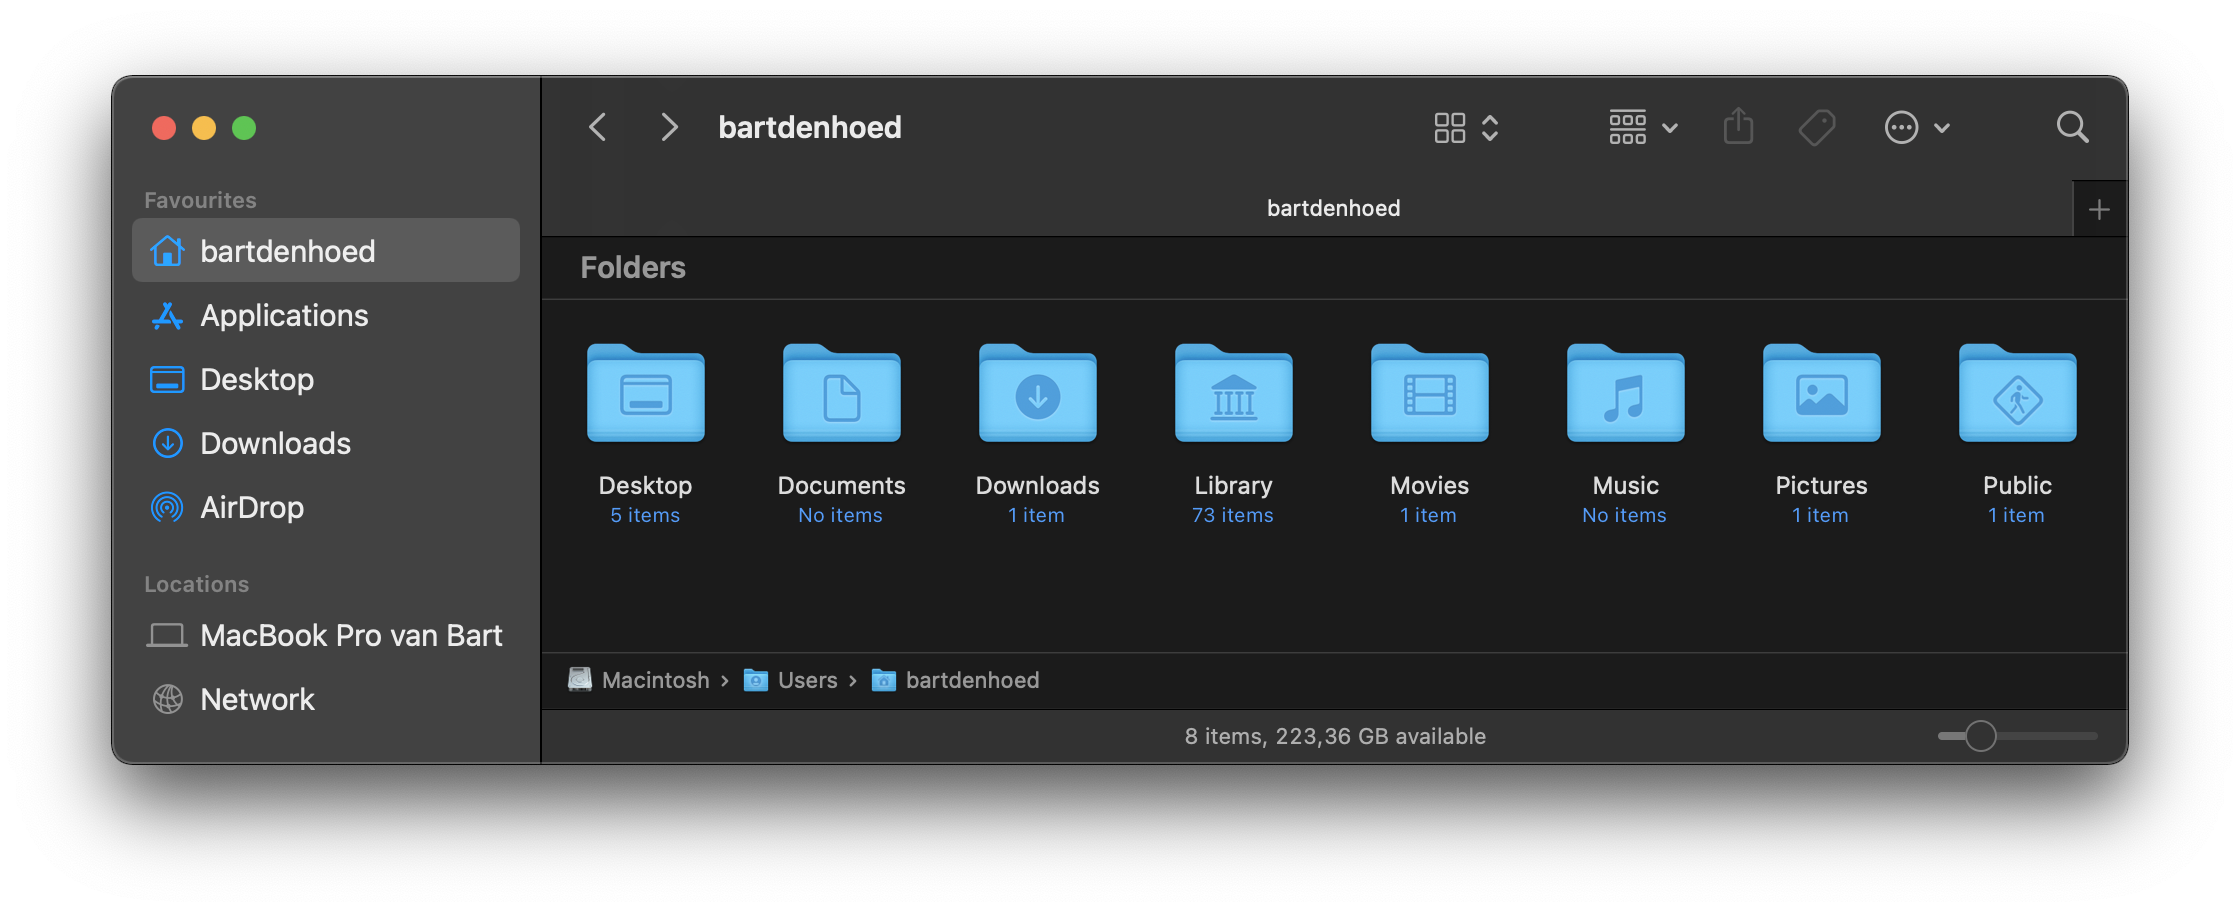 Favourites
bartdenhoed
Applications
Desktop
Downloads
AirDrop
Locations
MacBook Pro van Bart
Network
bartdenhoed
bartdenhoed
Folders
Desktop Documents Downloads Library Movies Music Pictures Public
5 items No items 1 item 73 items 1 item No items 1 item 1 item
Macintosh › Users › bartdenhoed
8 items, 223,36 GB available